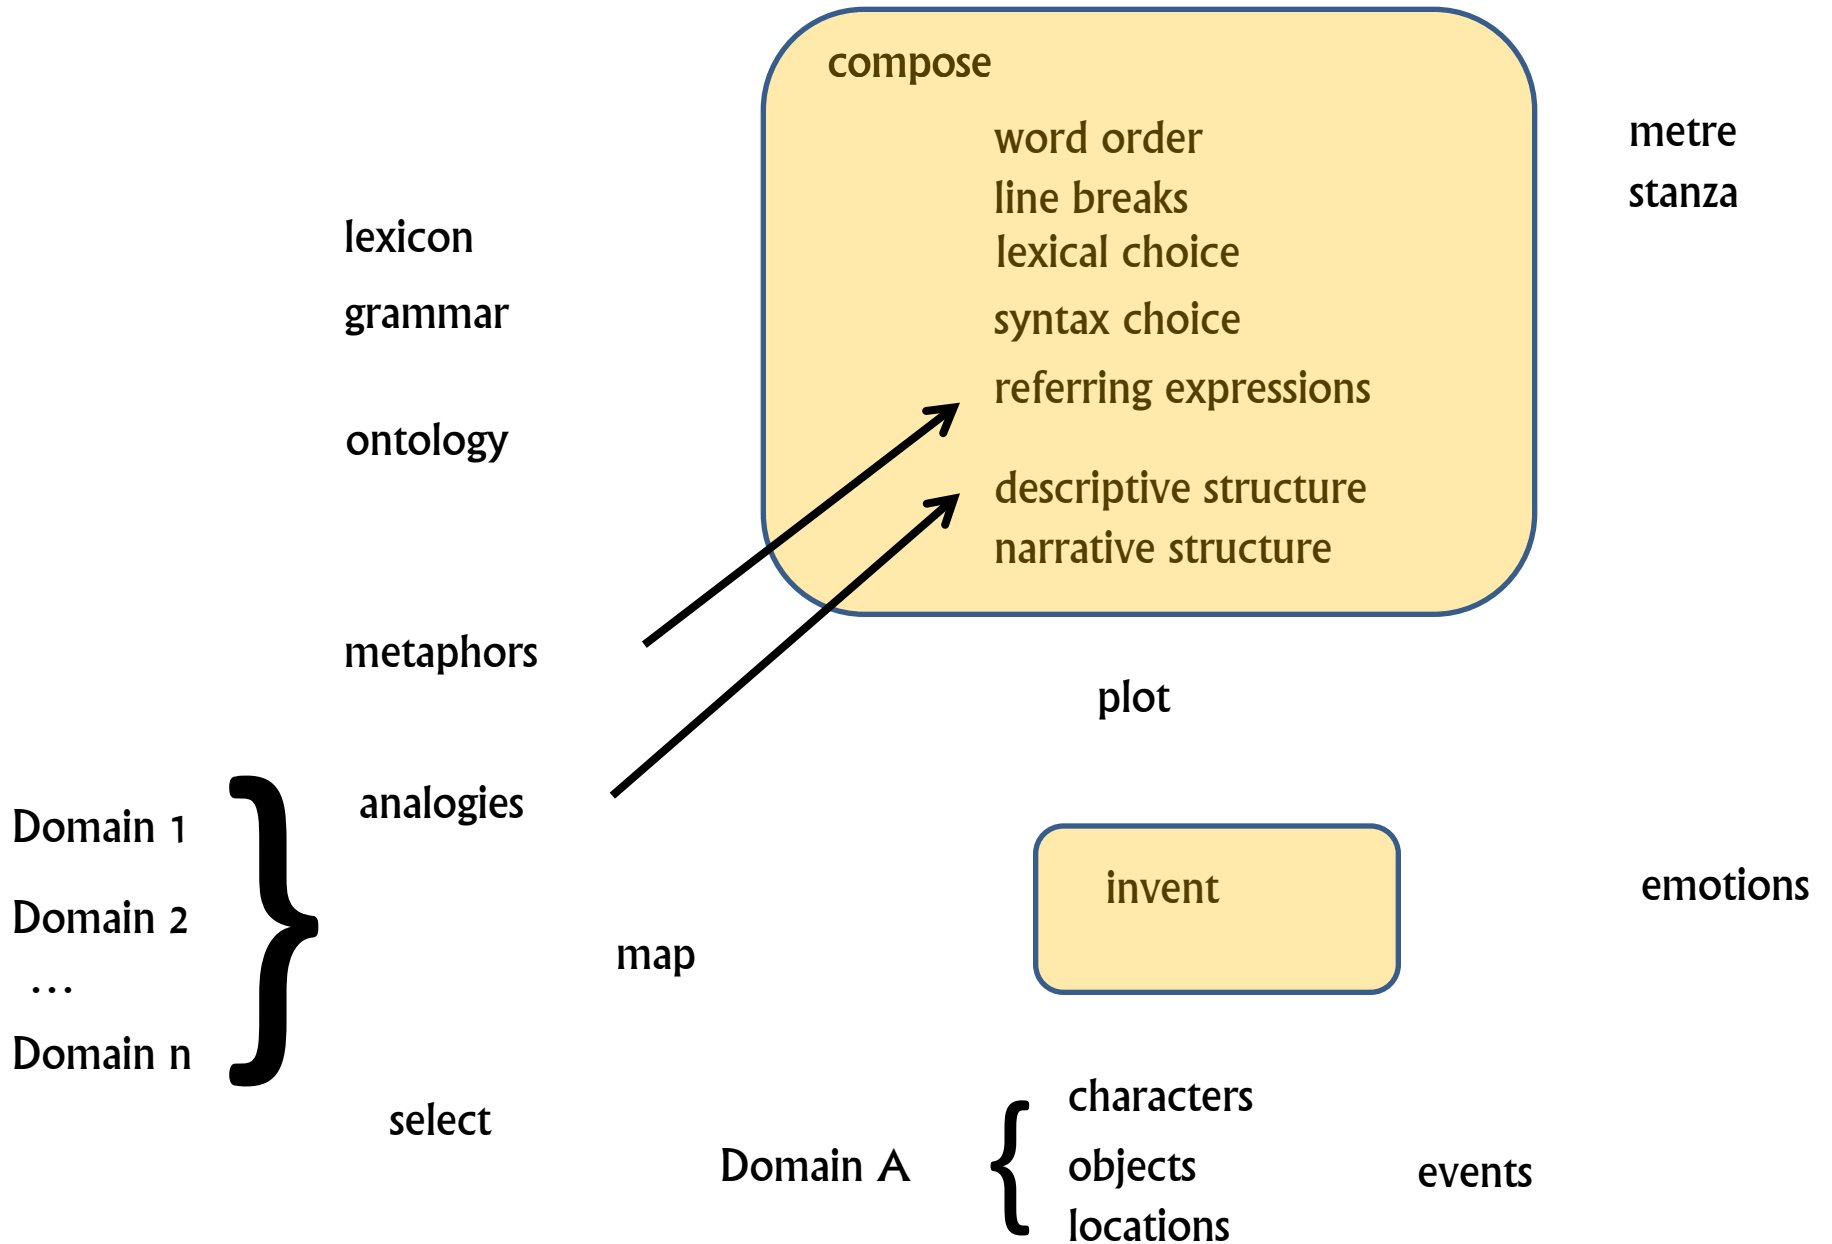 compose
word order
line breaks
lexical choice
syntax choice
referring expressions
descriptive structure
narrative structure
metre
stanza
lexicon
grammar
ontology
metaphors
analogies
plot
Domain 1
Domain 2
...
Domain n
invent
emotions
map
select
Domain A
characters
objects
locations
events